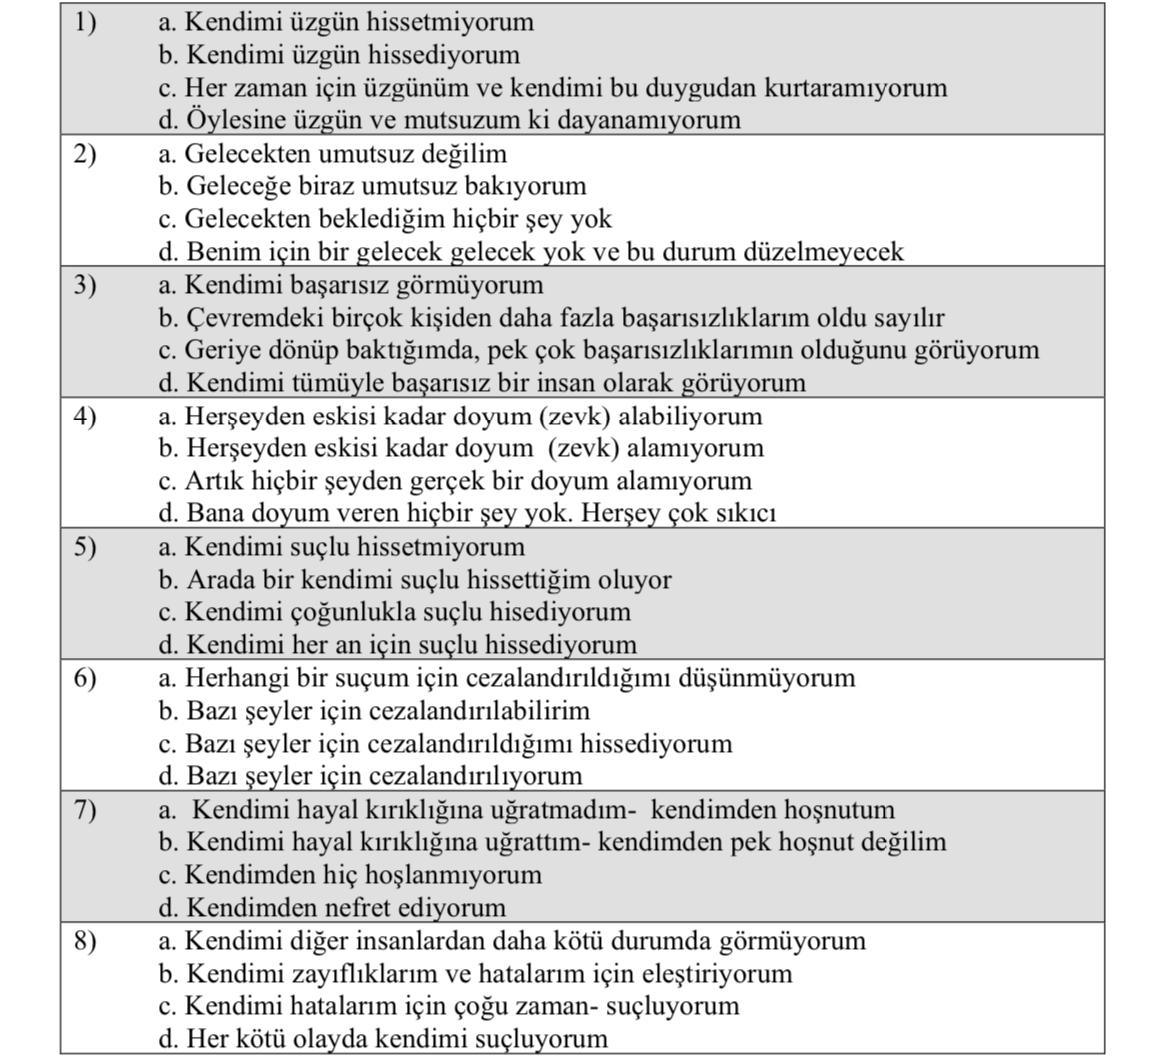 1) a. Kendimi üzgün hissetmiyorum
b. Kendimi üzgün hissediyorum
c. Her zaman için üzgünüm ve kendimi bu duygudan kurtaramıyorum
d. Öylesine üzgün ve mutsuzum ki dayanamıyorum
2) a. Gelecekten umutsuz değilim
b. Geleceğe biraz umutsuz bakıyorum
c. Gelecekten beklediğim hiçbir şey yok
d. Benim için bir gelecek gelecek yok ve bu durum düzelmeyecek
3) a. Kendimi başarısız görmüyorum
b. Çevremdeki birçok kişiden daha fazla başarısızlıklarım oldu sayılır
c. Geriye dönüp baktığımda, pek çok başarısızlıklarımın olduğunu görüyorum
d. Kendimi tümüyle başarısız bir insan olarak görüyorum
4) a. Herşeyden eskisi kadar doyum (zevk) alabiliyorum
b. Herşeyden eskisi kadar doyum  (zevk) alamıyorum
c. Artık hiçbir şeyden gerçek bir doyum alamıyorum
d. Bana doyum veren hiçbir şey yok. Herşey çok sıkıcı
5) a. Kendimi suçlu hissetmiyorum
b. Arada bir kendimi suçlu hissettiğim oluyor
c. Kendimi çoğunlukla suçlu hisediyorum
d. Kendimi her an için suçlu hissediyorum
6) a. Herhangi bir suçum için cezalandırıldığımı düşünmüyorum
b. Bazı şeyler için cezalandırılabilirim
c. Bazı şeyler için cezalandırıldığımı hissediyorum
d. Bazı şeyler için cezalandırılıyorum
7) a.  Kendimi hayal kırıklığına uğratmadım-  kendimden hoşnutum
b. Kendimi hayal kırıklığına uğrattım- kendimden pek hoşnut değilim
c. Kendimden hiç hoşlanmıyorum
d. Kendimden nefret ediyorum
8) a. Kendimi diğer insanlardan daha kötü durumda görmüyorum
b. Kendimi zayıflıklarım ve hatalarım için eleştiriyorum
c. Kendimi hatalarım için çoğu zaman- suçluyorum
d. Her kötü olayda kendimi suçluyorum